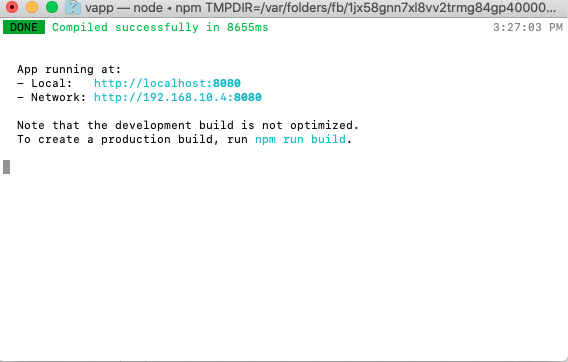 vapp — node ◂ npm TMPDIR=/var/folders/fb/1jx58gnn7xl8vv2trmg84gp40000...
DONE Compiled successfully in 8655ms 3:27:03 PM
App running at:
- Local: http://localhost:8080
- Network: http://192.168.10.4:8080
Note that the development build is not optimized.
To create a production build, run npm run build.